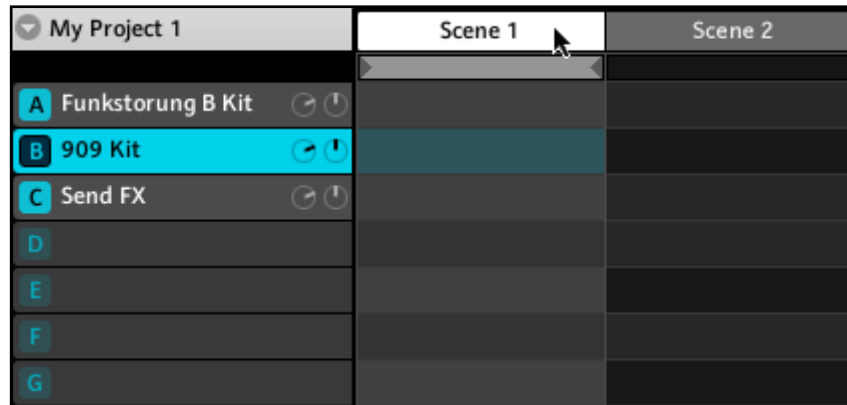 My Project 1 Scene 1 Scene 2
A Funkstorung B Kit
B 909 Kit
C Send FX
D
E
F
G